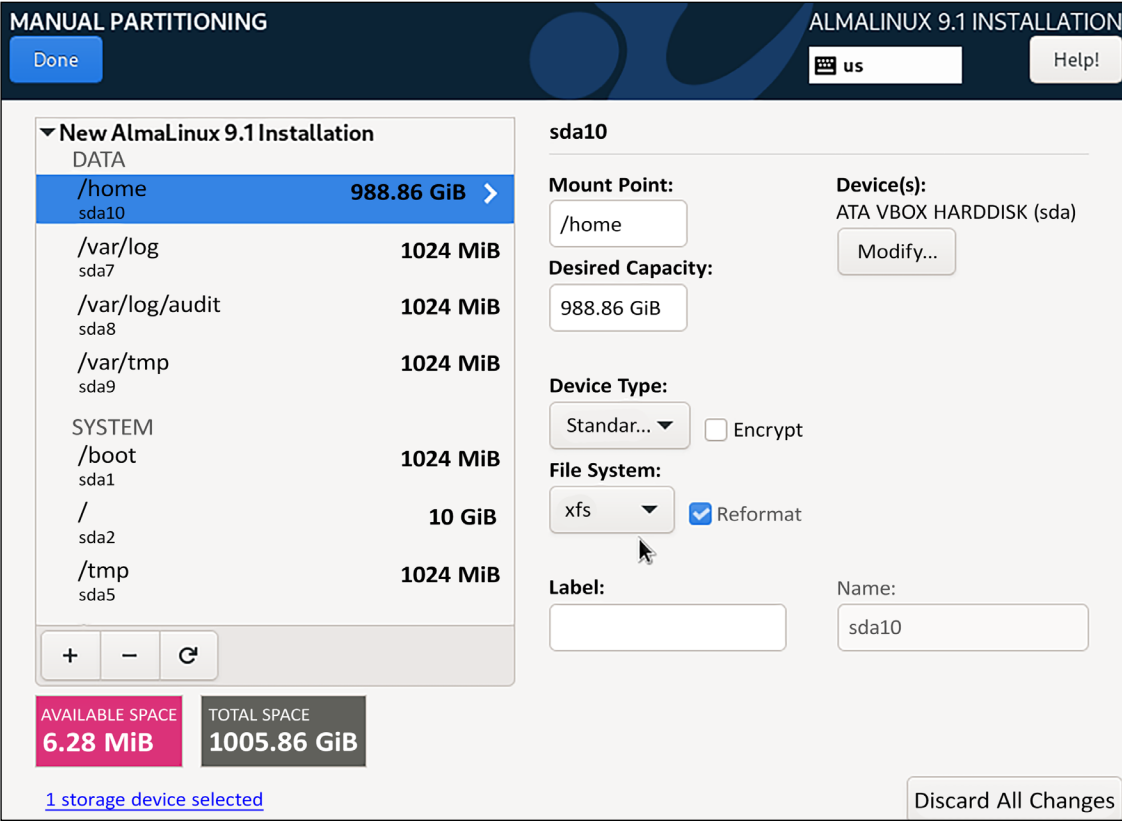 MANUAL PARTITIONING
ALMALINUX 9.1 INSTALLATION
Done
us
Help!
New AlmaLinux 9.1 Installation
DATA
/home
988.86 GiB
sda10
/var/log
1024 MiB
sda7
/var/log/audit
1024 MiB
sda8
/var/tmp
1024 MiB
sda9
SYSTEM
/boot
1024 MiB
sda1
/
10 GiB
sda2
/tmp
1024 MiB
sda5
+ −
AVAILABLE SPACE
6.28 MiB
TOTAL SPACE
1005.86 GiB
1 storage device selected
sda10
Mount Point:
/home
Device(s):
ATA VBOX HARDDISK (sda)
Modify...
Desired Capacity:
988.86 GiB
Device Type:
Standar...
Encrypt
File System:
xfs
Reformat
Label:
Name:
sda10
Discard All Changes